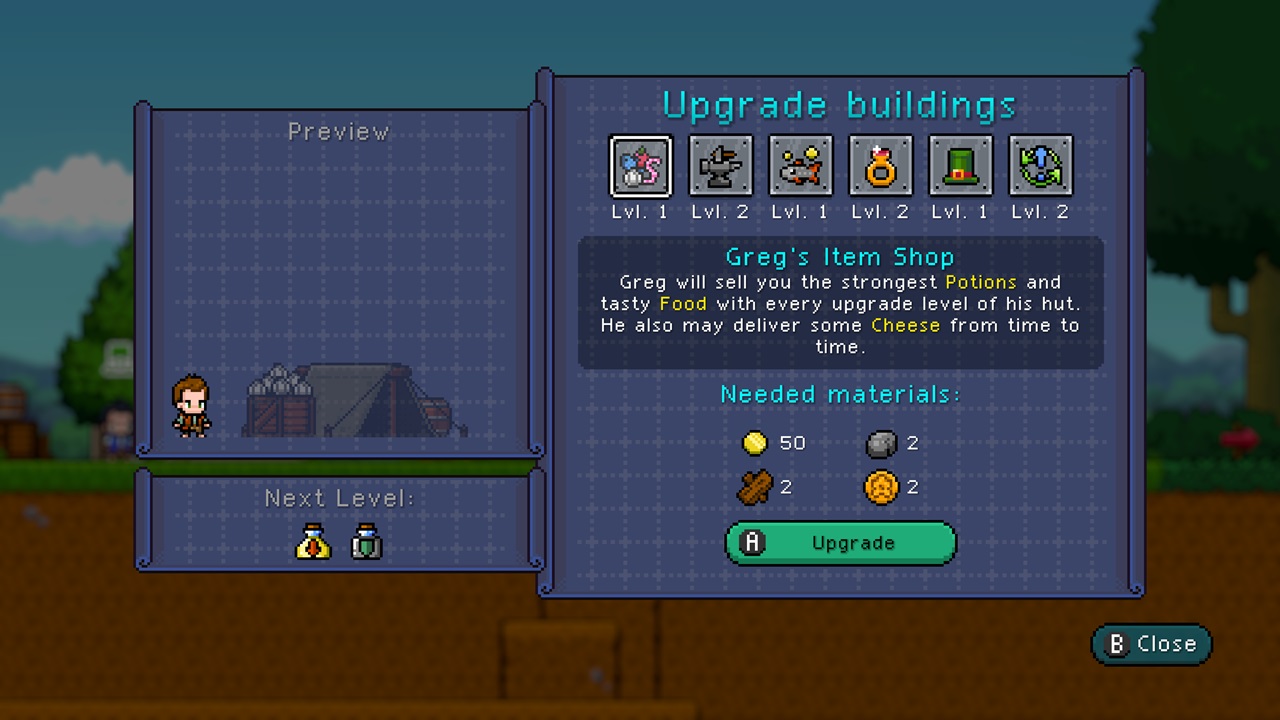 Preview
Upgrade buildings
Lvl. 1
Lvl. 2
Lvl. 1
Lvl. 2
Lvl. 1
Lvl. 2
Greg's Item Shop
Greg will sell you the strongest Potions and
tasty Food with every upgrade level of his hut.
He also may deliver some Cheese from time to
time.
Needed materials:
50
2
2
2
A Upgrade
Next Level:
B Close